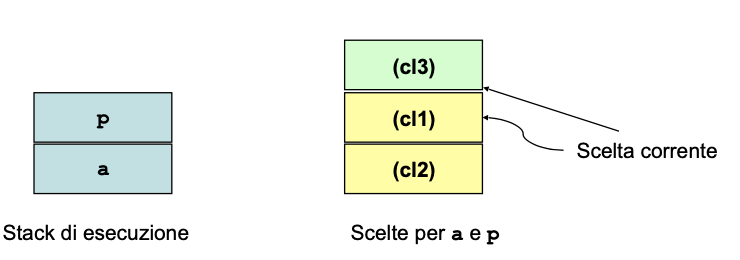 (cl3)
p
(cl1)
a
(cl2)
Scelta corrente
Stack di esecuzione
Scelte per a e p